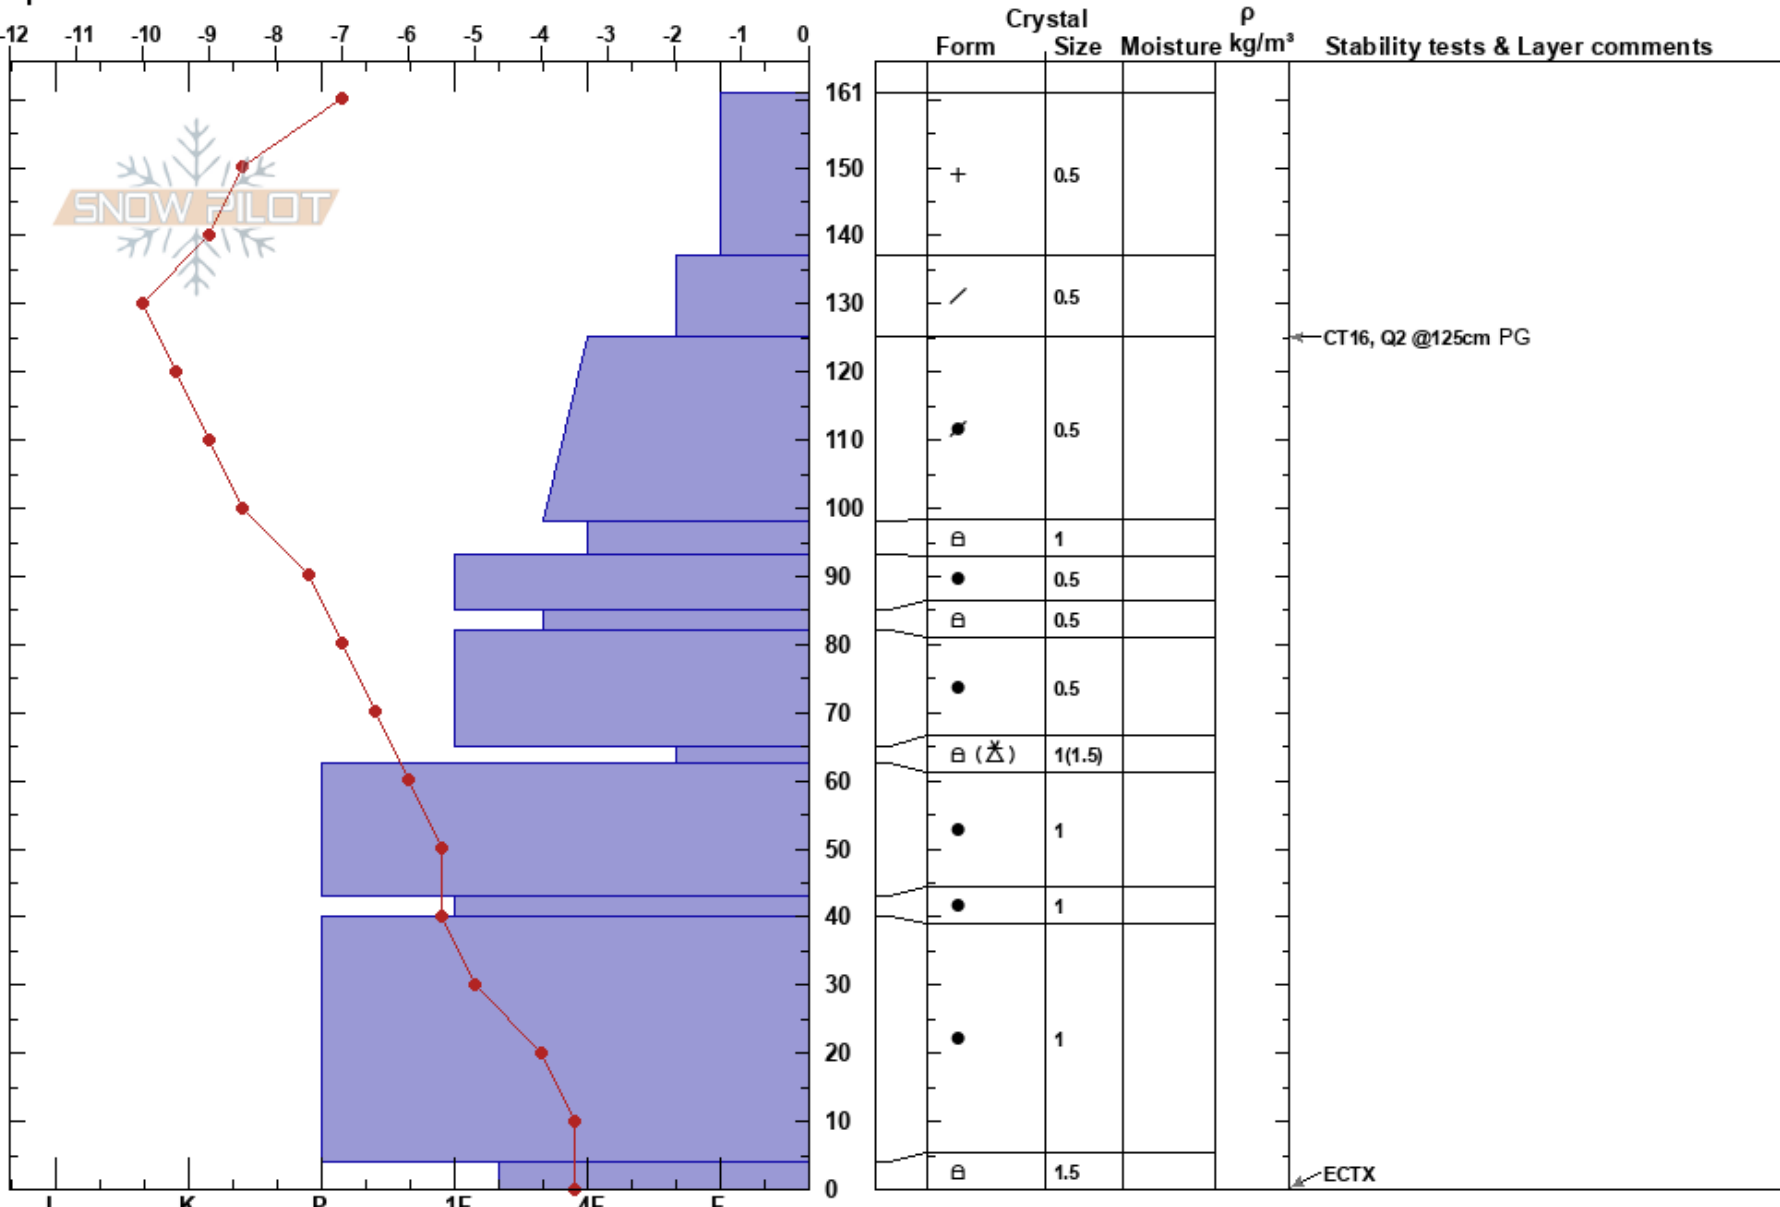 Crystal ρ
-12 -11 -10 -9 -8 -7 -6 -5 -4 -3 -2 -1 0 Form Size Moisture kg/m³ Stability tests & Layer comments
161
SNOW PILOT
150 + 0.5
140
130 / 0.5
CT16, Q2 @125cm PG
120
110 0.5
100
1
90 0.5
0.5
80
0.5
70
( ) 1(1.5)
60
1
50
40 1
30
20 1
10
1.5
0 ECTX
I K P 1F 4F F